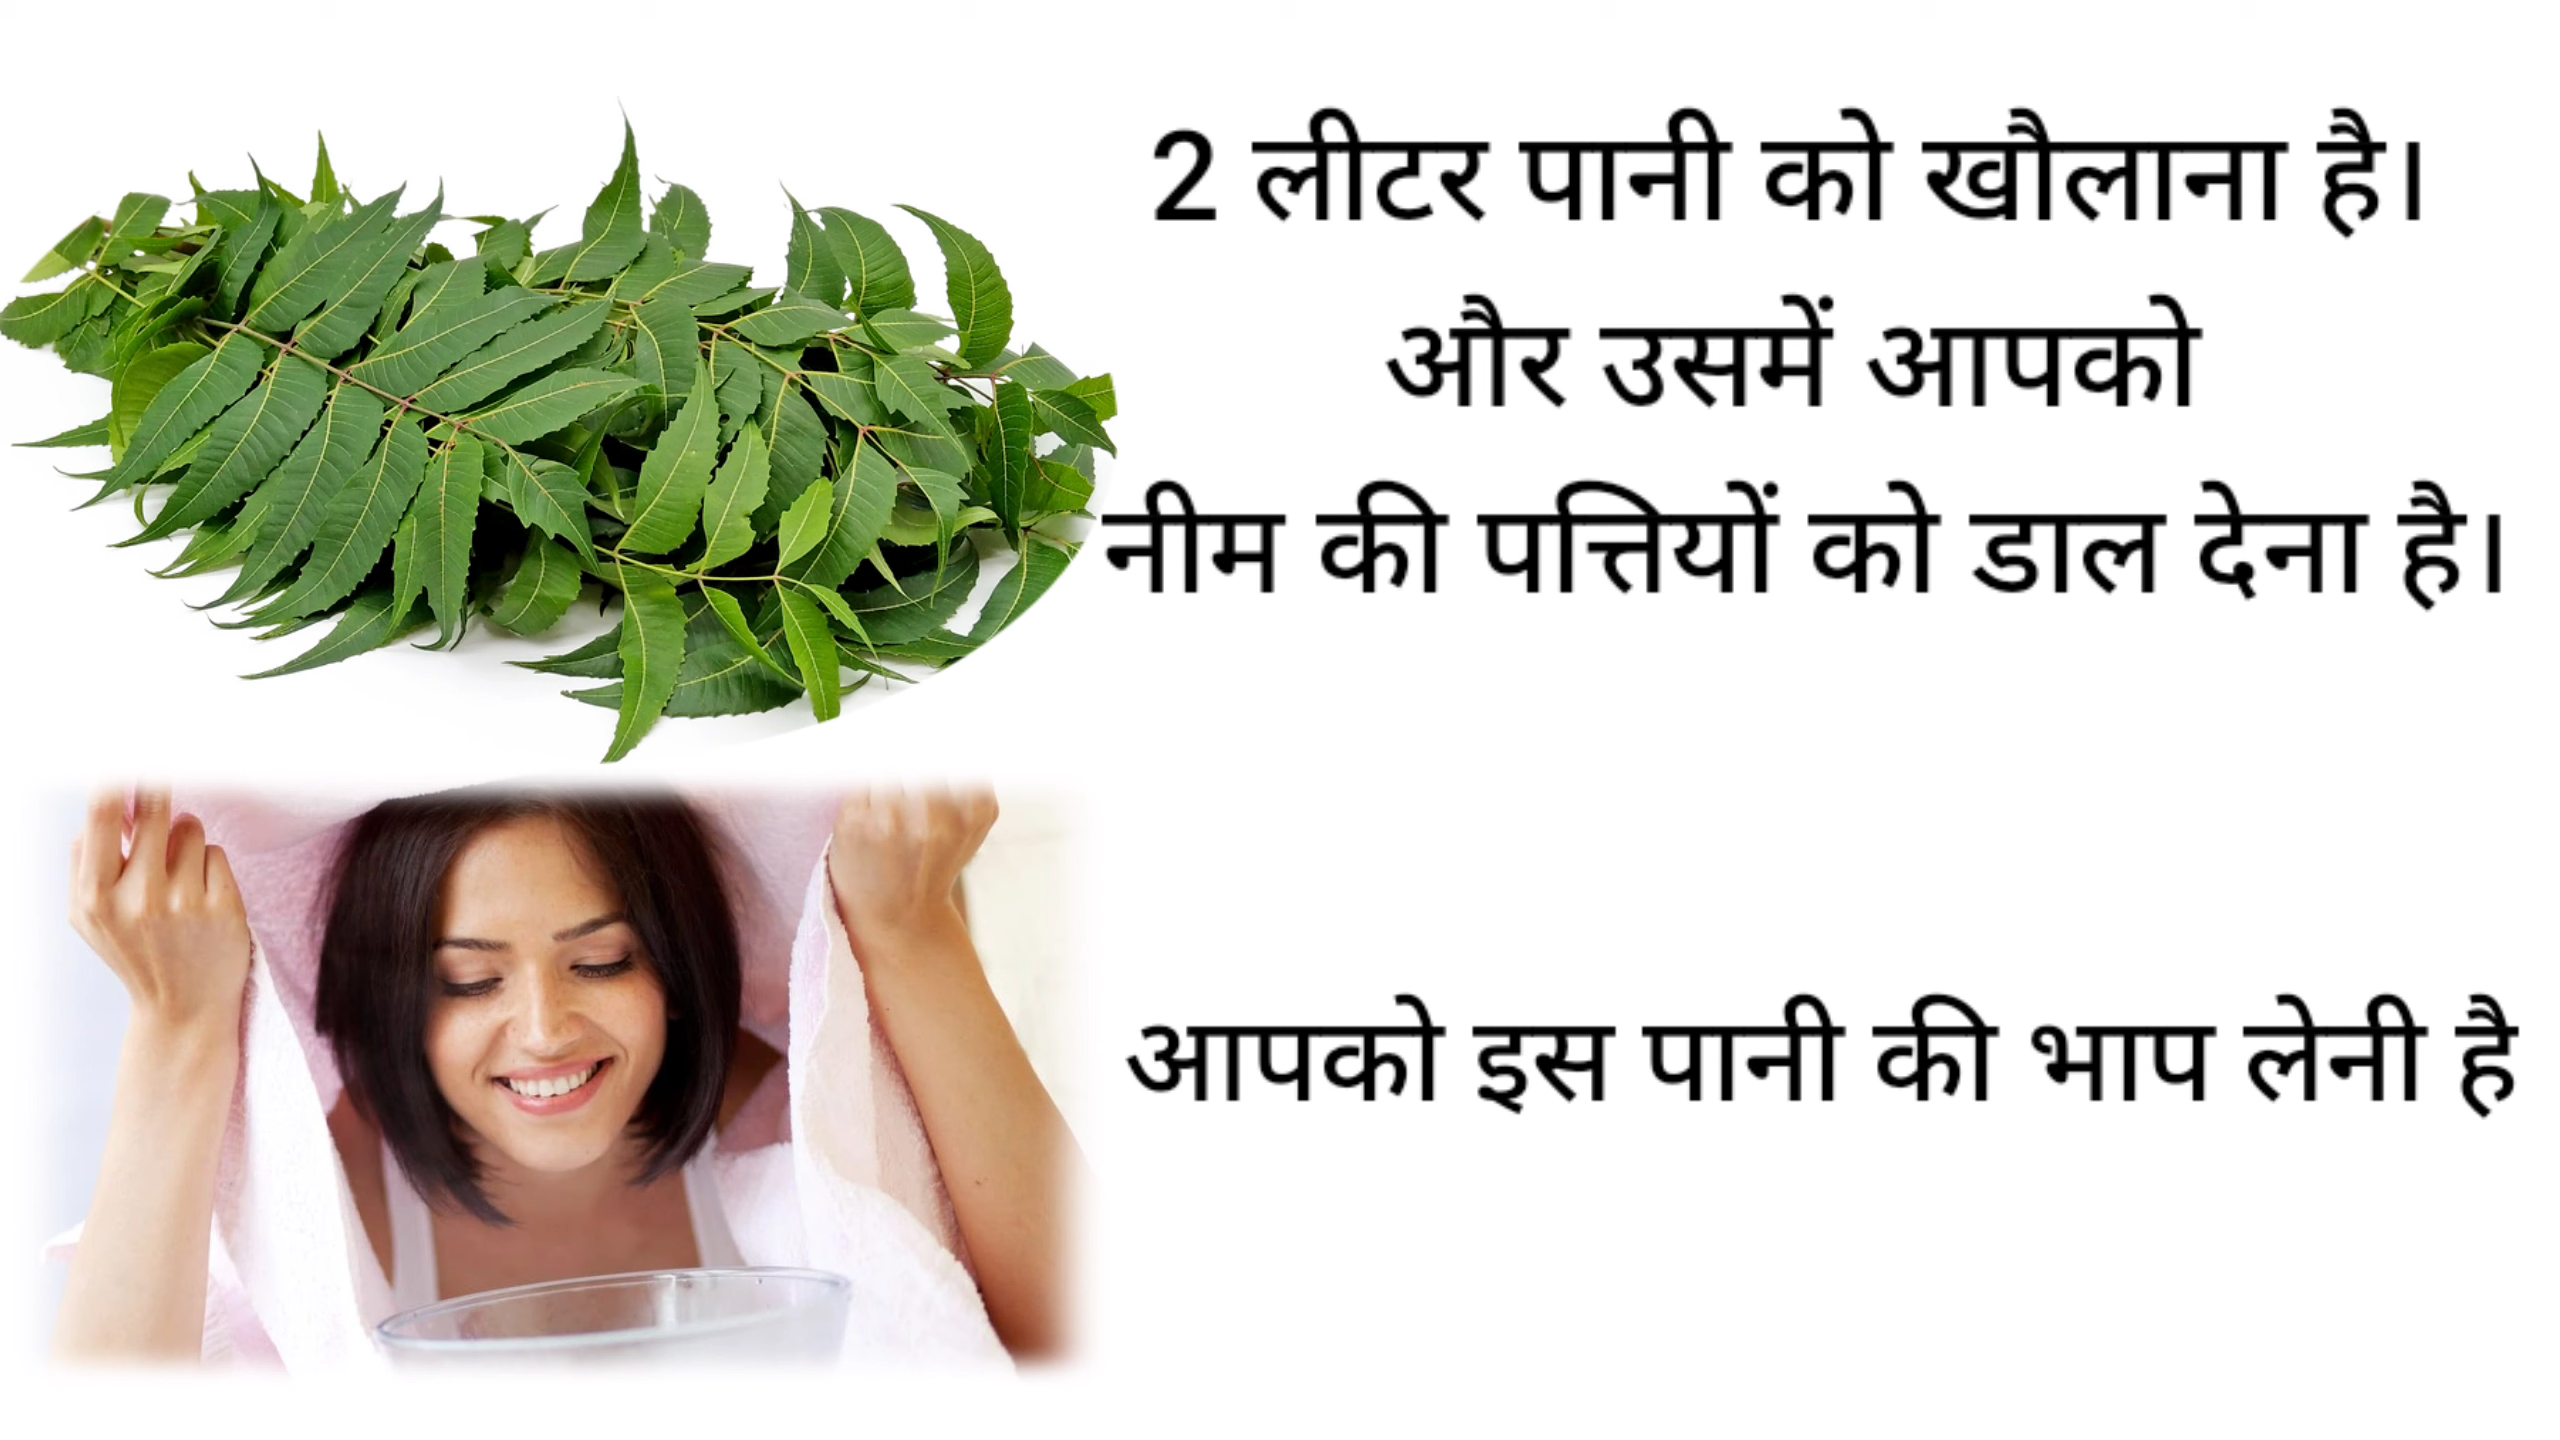 2 लीटर पानी को खौलाना है।
और उसमें आपको
नीम की पत्तियों को डाल देना है।
आपको इस पानी की भाप लेनी है